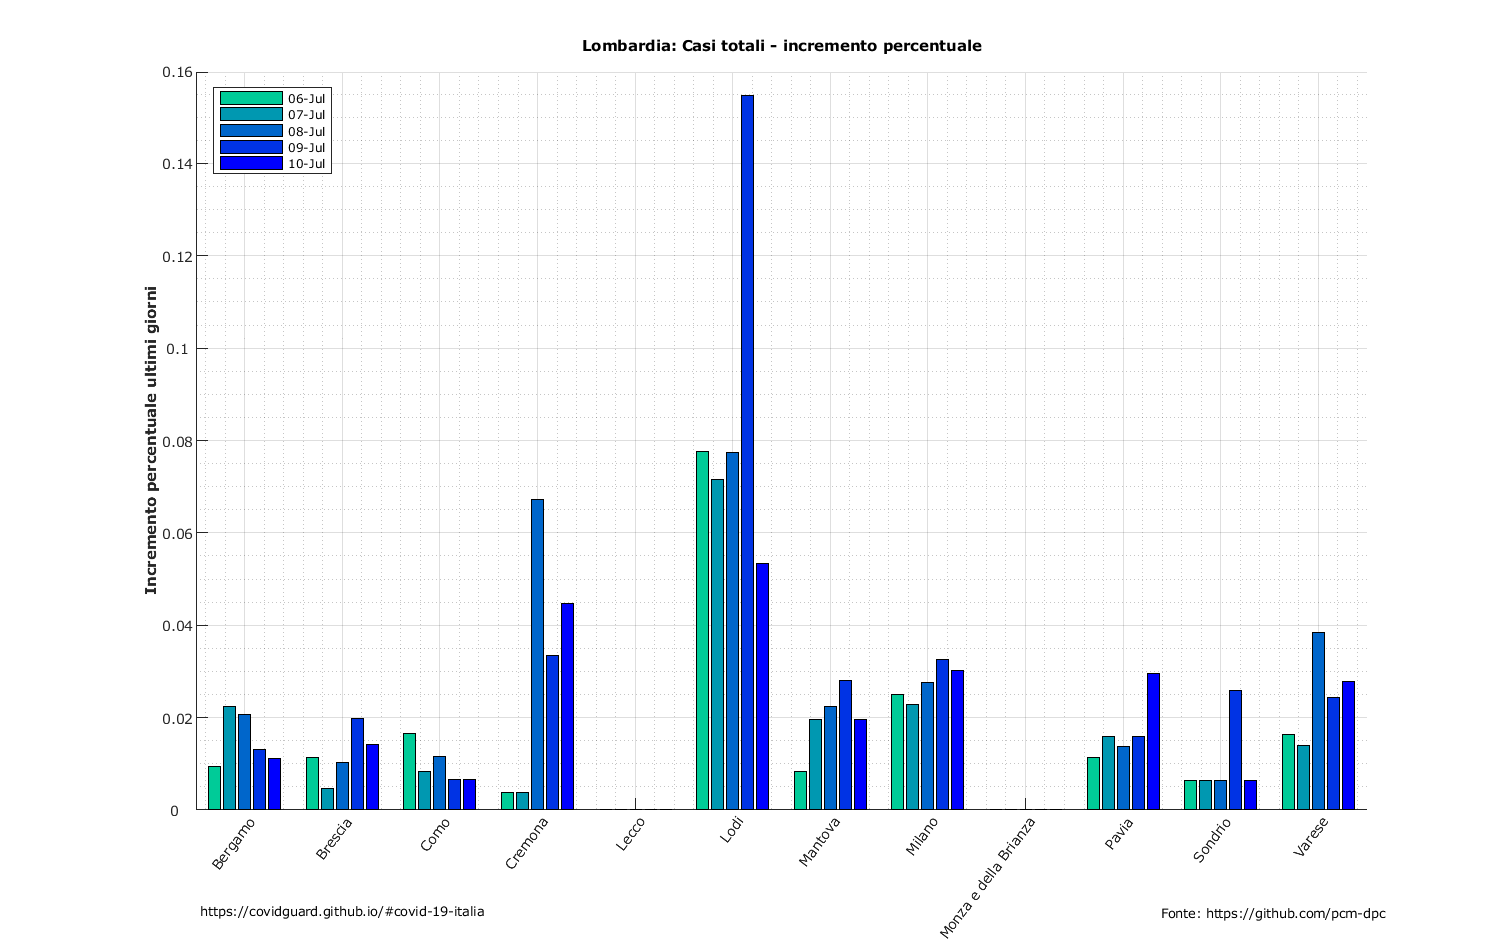 Lombardia: Casi totali - incremento percentuale
0.16
0.14
0.12
0.1
0.08
0.06
0.04
0.02
0
Incremento percentuale ultimi giorni
06-Jul
07-Jul
08-Jul
09-Jul
10-Jul
Bergamo
Brescia
Como
Cremona
Lecco
Lodi
Mantova
Milano
Monza e della Brianza
Pavia
Sondrio
Varese
https://covidguard.github.io/#covid-19-italia
Fonte: https://github.com/pcm-dpc